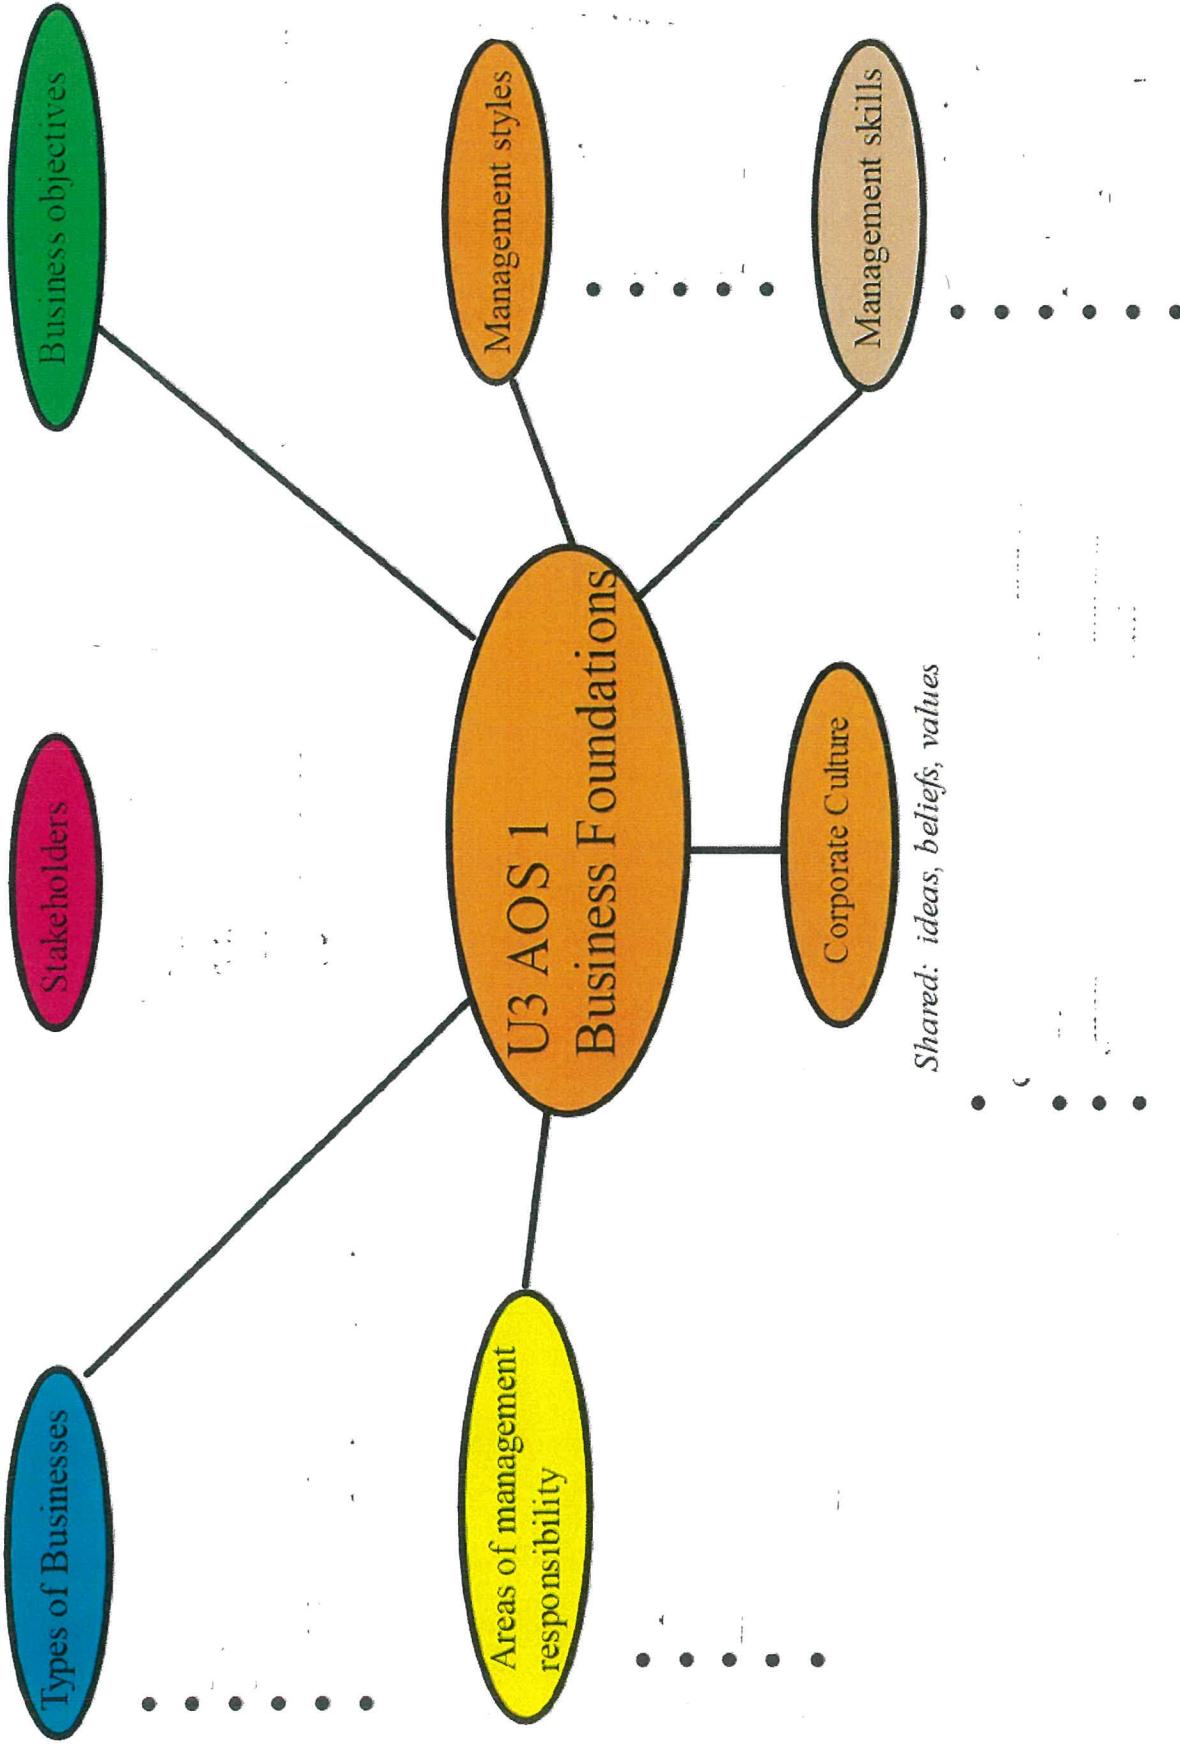 Types of Businesses
Stakeholders
Business objectives
Areas of management
responsibility
U3 AOS 1
Business Foundations
Management styles
Corporate Culture
Shared: ideas, beliefs, values
Management skills